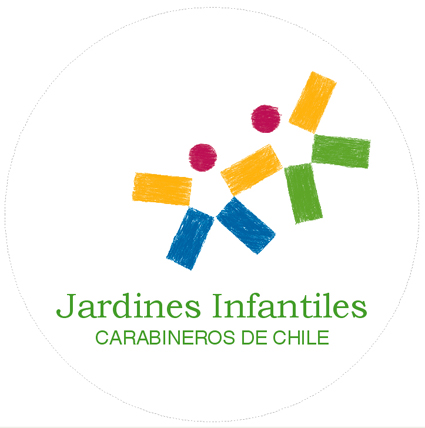 Jardines Infantiles
CARABINEROS DE CHILE